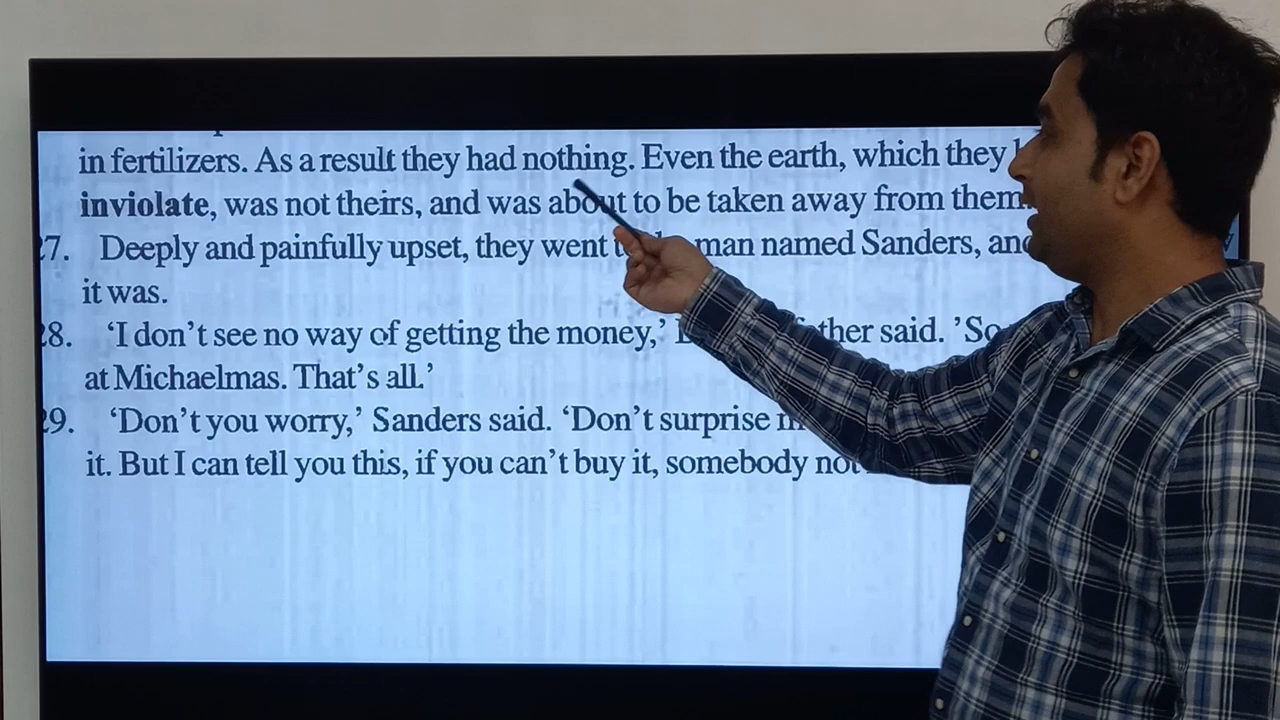 in fertilizers. As a result they had nothing. Even the earth, which they
inviolate, was not theirs, and was about to be taken away from them
27. Deeply and painfully upset, they went man named Sanders, and
it was.
28. ‘I don’t see no way of getting the money,’ said. ’So
at Michaelmas. That’s all.’
29. ‘Don’t you worry,’ Sanders said. ‘Don’t surprise
it. But I can tell you this, if you can’t buy it, somebody